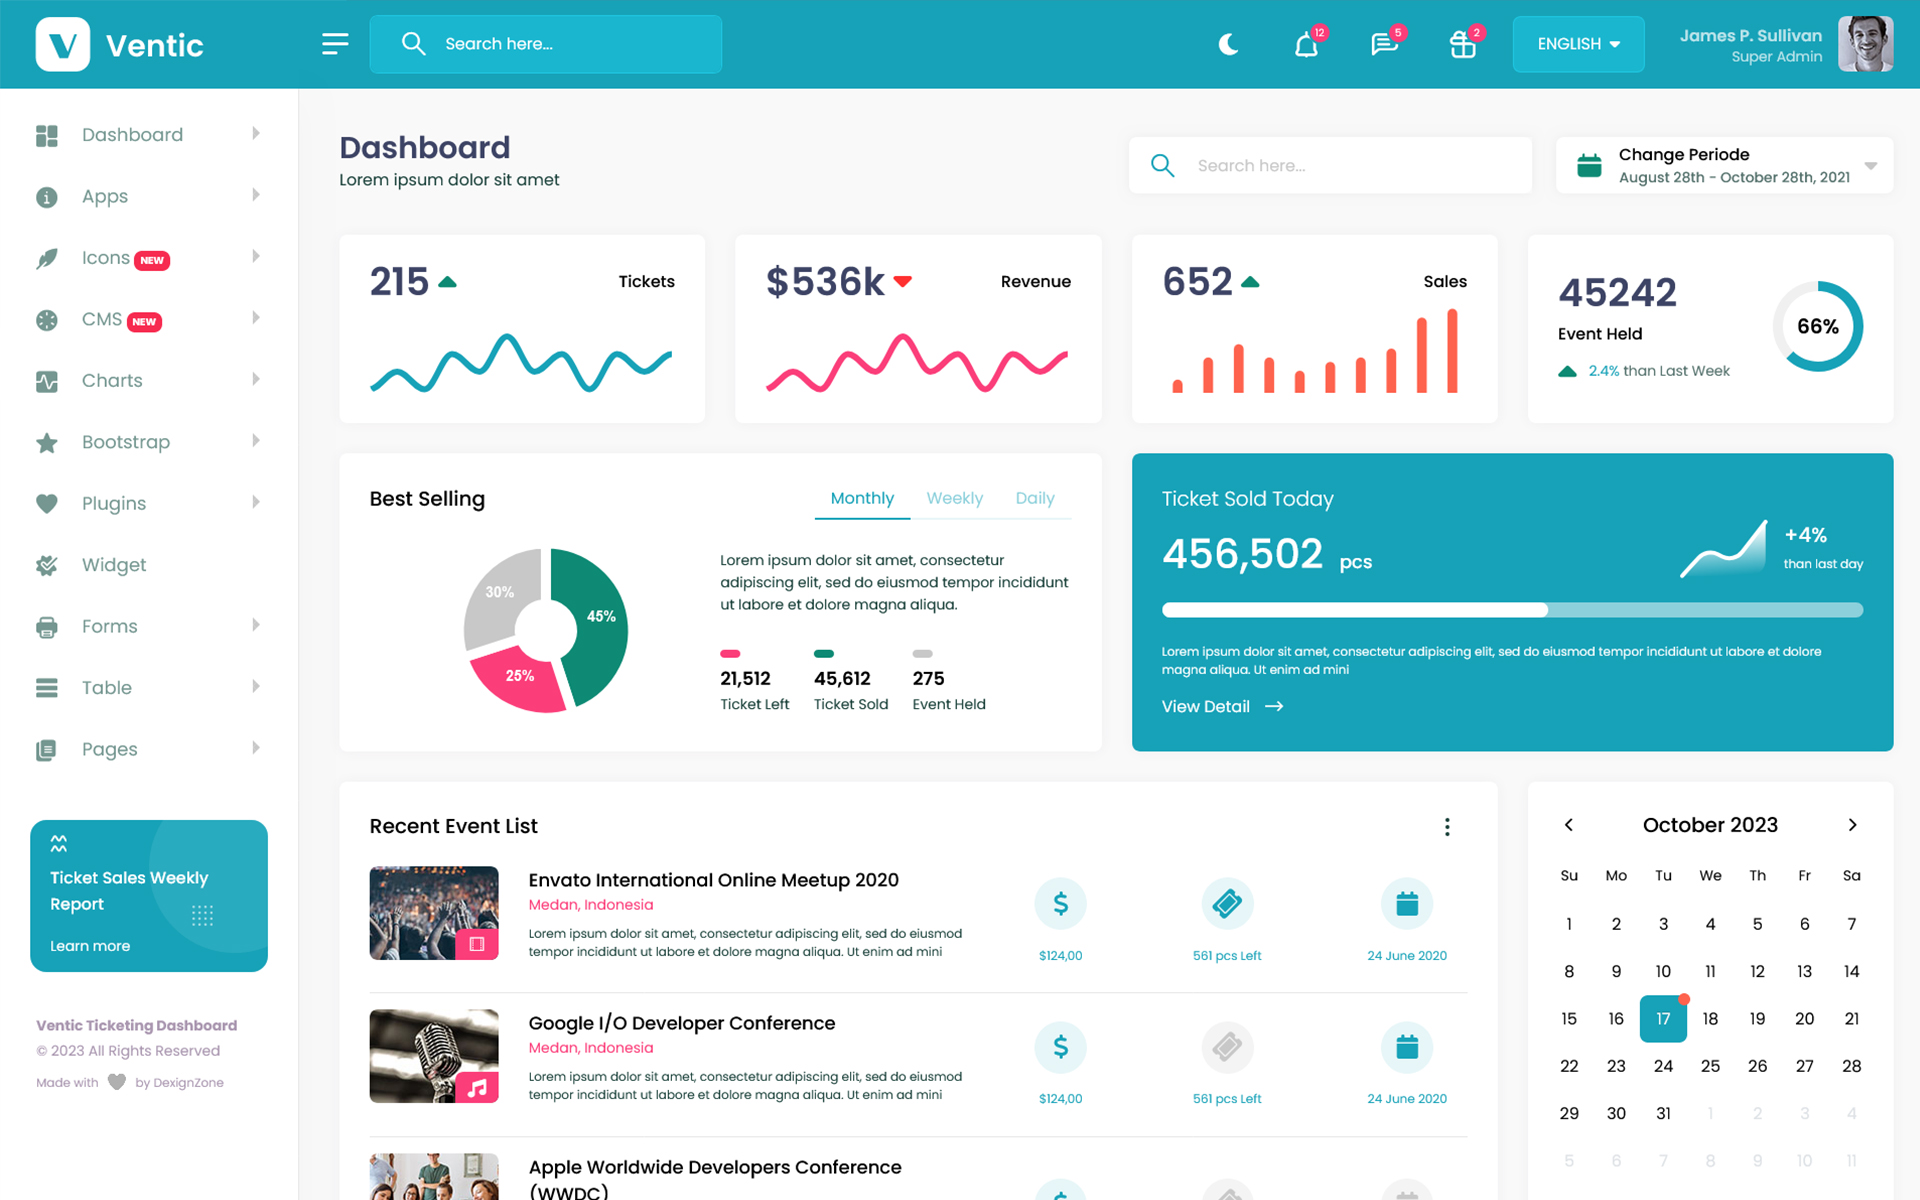 Ventic
Search here...
12
5
2
ENGLISH
James P. Sullivan
Super Admin
Dashboard
Apps
Icons NEW
CMS NEW
Charts
Bootstrap
Plugins
Widget
Forms
Table
Pages
Ticket Sales Weekly
Report
Learn more
Ventic Ticketing Dashboard
© 2023 All Rights Reserved
Made with by DexignZone
Dashboard
Lorem ipsum dolor sit amet
Search here...
Change Periode
August 28th - October 28th, 2021
215
Tickets
$536k
Revenue
652
Sales
45242
Event Held
2.4% than Last Week
66%
Best Selling
Monthly Weekly Daily
30%
45%
25%
Lorem ipsum dolor sit amet, consectetur
adipiscing elit, sed do eiusmod tempor incididunt
ut labore et dolore magna aliqua.
21,512 45,612 275
Ticket Left Ticket Sold Event Held
Ticket Sold Today
456,502 pcs
+4%
than last day
Lorem ipsum dolor sit amet, consectetur adipiscing elit, sed do eiusmod tempor incididunt ut labore et dolore
magna aliqua. Ut enim ad mini
View Detail
Recent Event List
Envato International Online Meetup 2020
Medan, Indonesia
Lorem ipsum dolor sit amet, consectetur adipiscing elit, sed do eiusmod
tempor incididunt ut labore et dolore magna aliqua. Ut enim ad mini
$124,00 561 pcs Left 24 June 2020
Google I/O Developer Conference
Medan, Indonesia
Lorem ipsum dolor sit amet, consectetur adipiscing elit, sed do eiusmod
tempor incididunt ut labore et dolore magna aliqua. Ut enim ad mini
$124,00 561 pcs Left 24 June 2020
Apple Worldwide Developers Conference
(WWDC)
October 2023
Su Mo Tu We Th Fr Sa
1 2 3 4 5 6 7
8 9 10 11 12 13 14
15 16 17 18 19 20 21
22 23 24 25 26 27 28
29 30 31 1 2 3 4
5 6 7 8 9 10 11